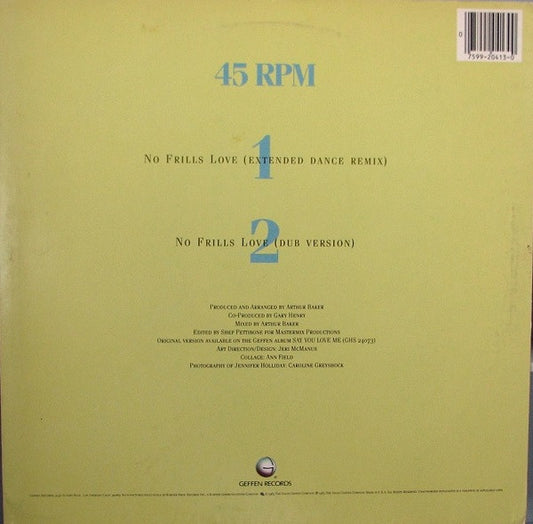 0
7599-20413-0
45 RPM
1
No Frills Love (extended dance remix)
2
No Frills Love (dub version)
Produced and Arranged by Arthur Baker
Co-Produced by Gary Henry
Mixed by Arthur Baker
Edited by Shep Pettibone for Mastermix Productions
Original version available on the Geffen album SAY YOU LOVE ME (GHS 24073)
Art Direction/Design: Jeri McManus
Collage: Ann Field
Photography of Jennifer Holliday: Caroline Greyshock
G
GEFFEN RECORDS